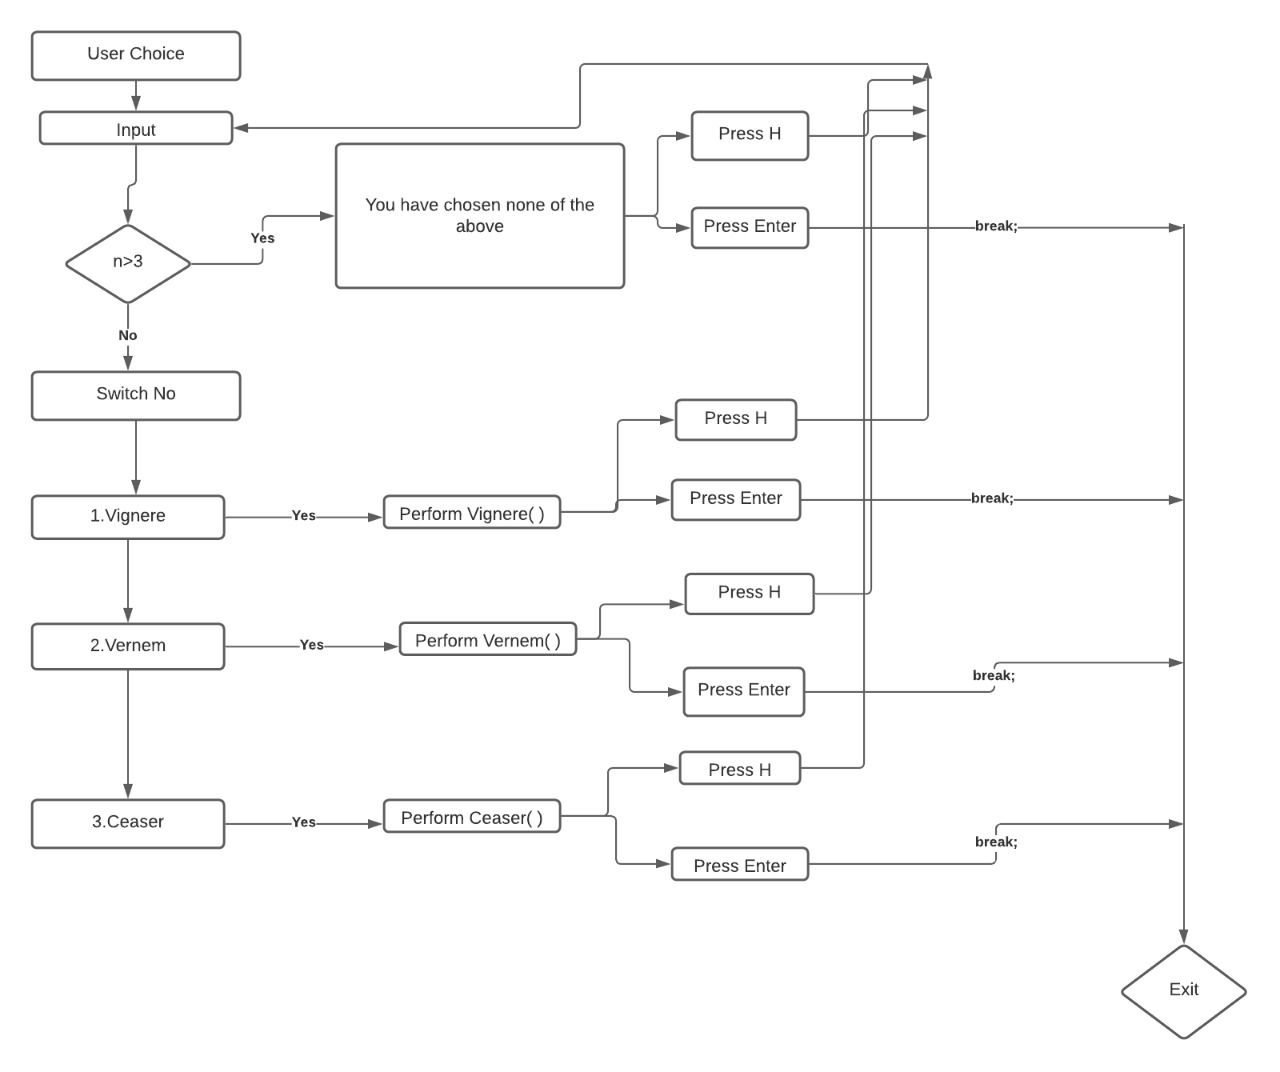 User Choice
Input
Press H
You have chosen none of the
above
Press Enter
break;
Yes
n>3
No
Switch No
Press H
Press Enter
break;
1.Vignere
Yes
Perform Vignere( )
Press H
2.Vernem
Yes
Perform Vernem( )
Press Enter
break;
Press H
3.Ceaser
Yes
Perform Ceaser( )
break;
Press Enter
Exit